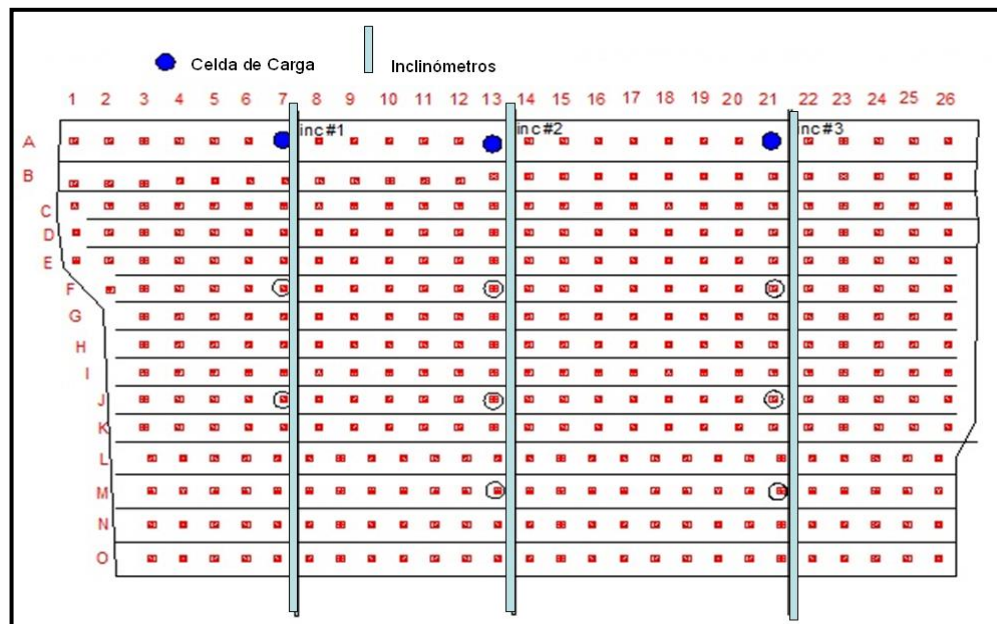 Celda de Carga Inclinómetros
1 2 3 4 5 6 7 8 9 10 11 12 13 14 15 16 17 18 19 20 21 22 23 24 25 26
inc#1 inc#2 inc#3
A
B
C
D
E
F
G
H
I
J
K
L
M
N
O